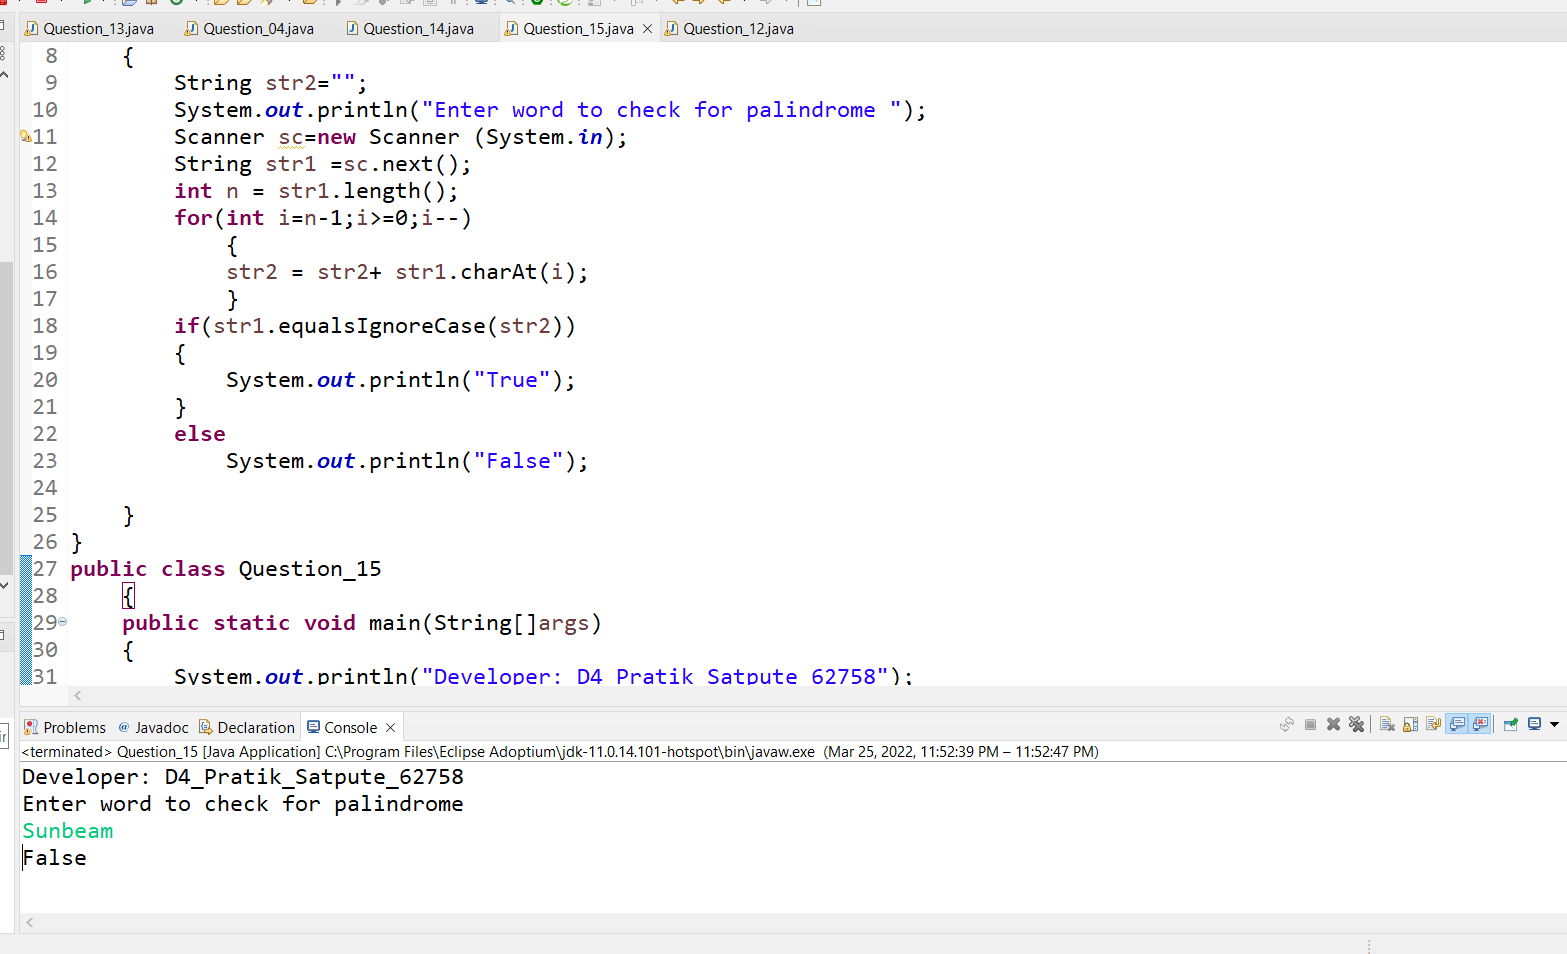 Question_13.java Question_04.java Question_14.java Question_15.java Question_12.java
8 {
9 String str2="";
10 System.out.println("Enter word to check for palindrome ");
11 Scanner sc=new Scanner (System.in);
12 String str1 =sc.next();
13 int n = str1.length();
14 for(int i=n-1;i>=0;i--)
15 {
16 str2 = str2+ str1.charAt(i);
17 }
18 if(str1.equalsIgnoreCase(str2))
19 {
20 System.out.println("True");
21 }
22 else
23 System.out.println("False");
24
25 }
26 }
27 public class Question_15
28 {
29 public static void main(String[]args)
30 {
31 System.out.println("Developer: D4_Pratik_Satpute_62758");
Problems @ Javadoc Declaration Console
<terminated> Question_15 [Java Application] C:\Program Files\Eclipse Adoptium\jdk-11.0.14.101-hotspot\bin\javaw.exe (Mar 25, 2022, 11:52:39 PM – 11:52:47 PM)
Developer: D4_Pratik_Satpute_62758
Enter word to check for palindrome
Sunbeam
False